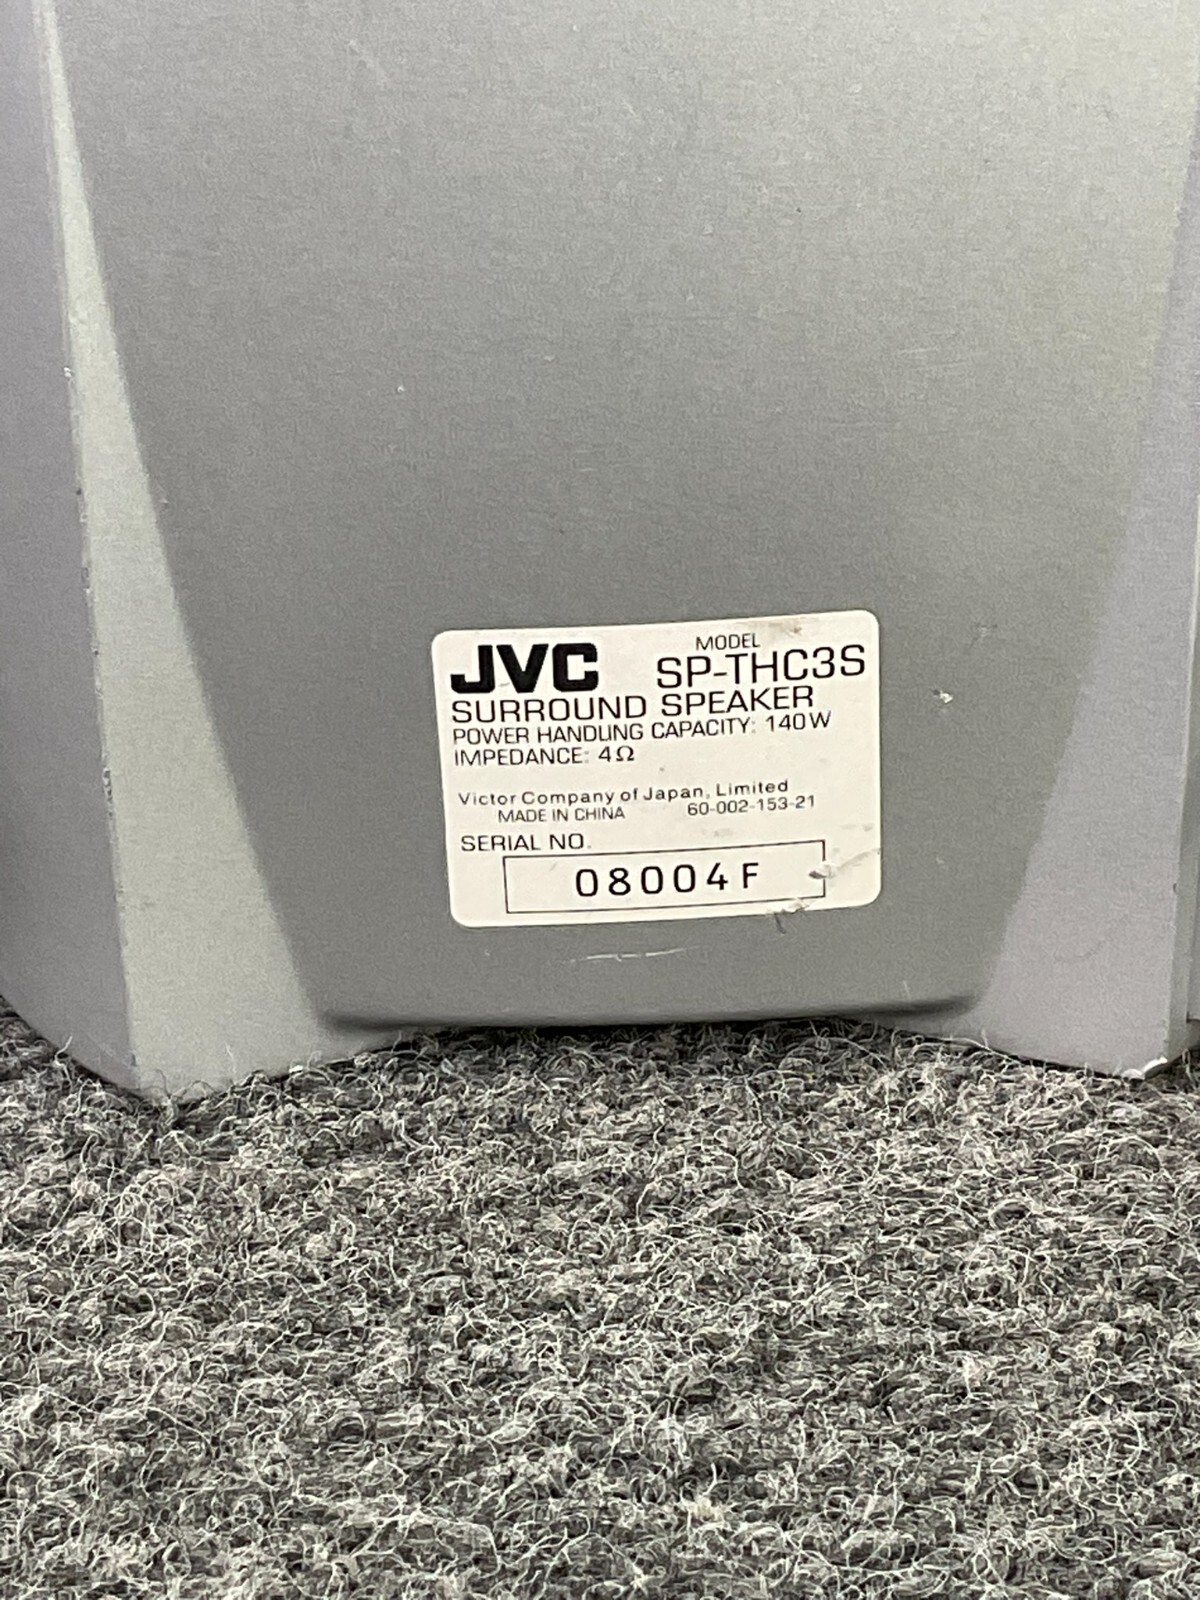 JVC MODEL SP-THC3S
SURROUND SPEAKER
POWER HANDLING CAPACITY: 140W
IMPEDANCE: 4Ω
Victor Company of Japan, Limited
MADE IN CHINA 60-002-153-21
SERIAL NO.
08004F